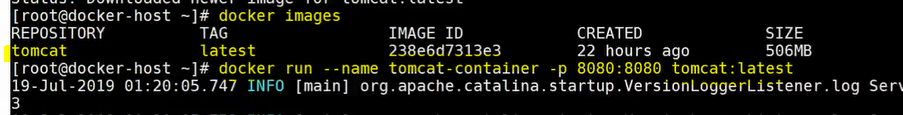 Status: Downloaded newer image for tomcat:latest
[root@docker-host ~]# docker images
REPOSITORY TAG IMAGE ID CREATED SIZE
tomcat latest 238e6d7313e3 22 hours ago 506MB
[root@docker-host ~]# docker run --name tomcat-container -p 8080:8080 tomcat:latest
19-Jul-2019 01:20:05.747 INFO [main] org.apache.catalina.startup.VersionLoggerListener.log Serv
3